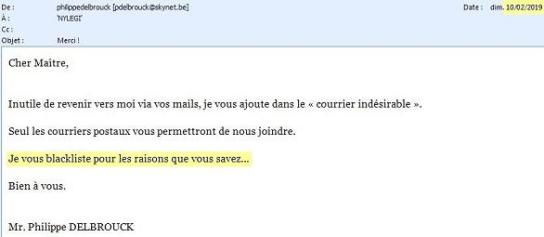 De : philippedelbrouck [pdelbrouck@skynet.be] Date : dim. 10/02/2019
À : 'NYLEGI'
Cc :
Objet : Merci !
Cher Maître,
Inutile de revenir vers moi via vos mails, je vous ajoute dans le « courrier indésirable ».
Seul les courriers postaux vous permettront de nous joindre.
Je vous blackliste pour les raisons que vous savez...
Bien à vous.
Mr. Philippe DELBROUCK